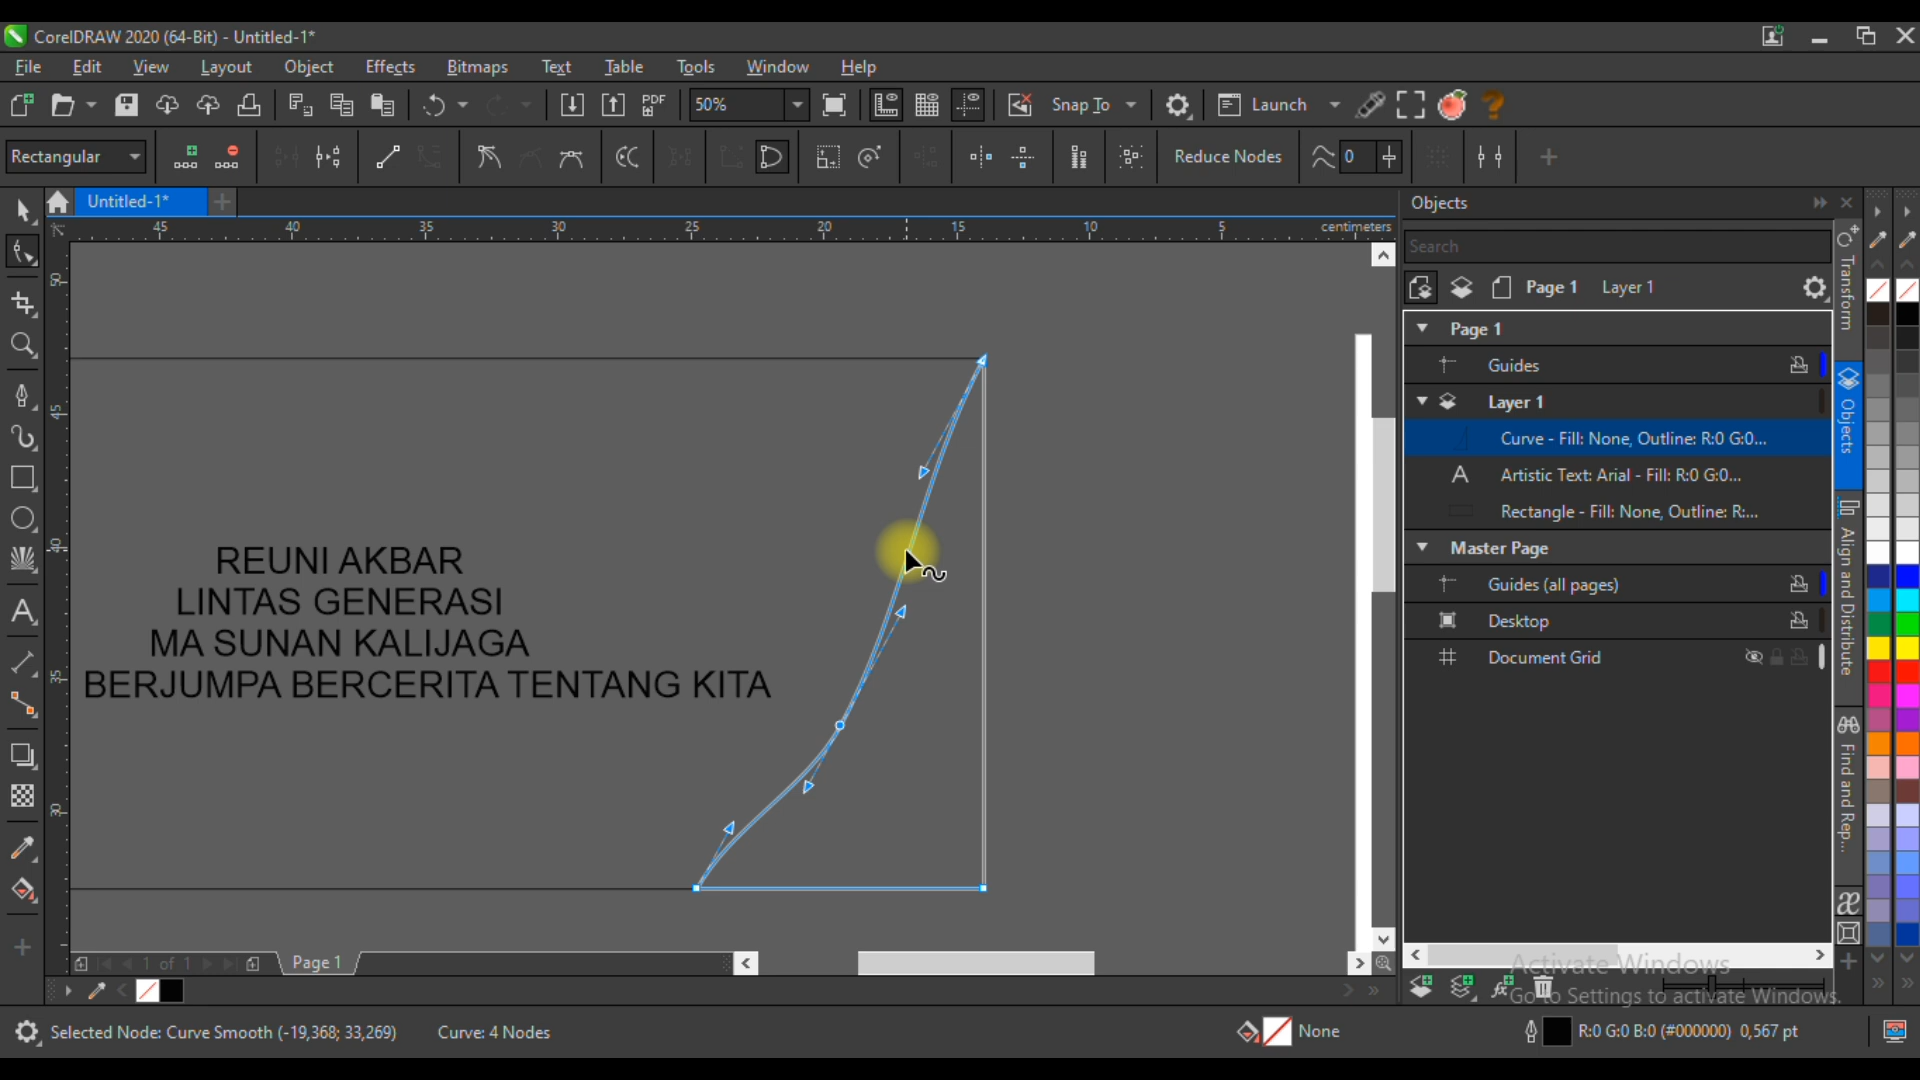 CorelDRAW 2020 (64-Bit) - Untitled-1*
File Edit View Layout Object Effects Bitmaps Text Table Tools Window Help
PDF 50% Snap To Launch
Rectangular Reduce Nodes 0
Untitled-1*
45 40 35 30 25 20 15 10 5 centimeters
50
45
40
35
30
REUNI AKBAR
LINTAS GENERASI
MA SUNAN KALIJAGA
BERJUMPA BERCERITA TENTANG KITA
Objects
Search
Page 1 Layer 1
Page 1
Guides
Layer 1
Curve - Fill: None, Outline: R:0 G:0...
Artistic Text: Arial - Fill: R:0 G:0...
Rectangle - Fill: None, Outline: R:...
Master Page
Guides (all pages)
Desktop
Document Grid
Transform
Objects
Align and Distribute
Find and Rep...
1 of 1 Page 1
Activate Windows
Go to Settings to activate Windows.
Selected Node: Curve Smooth (-19,368; 33,269) Curve: 4 Nodes None R:0 G:0 B:0 (#000000) 0,567 pt